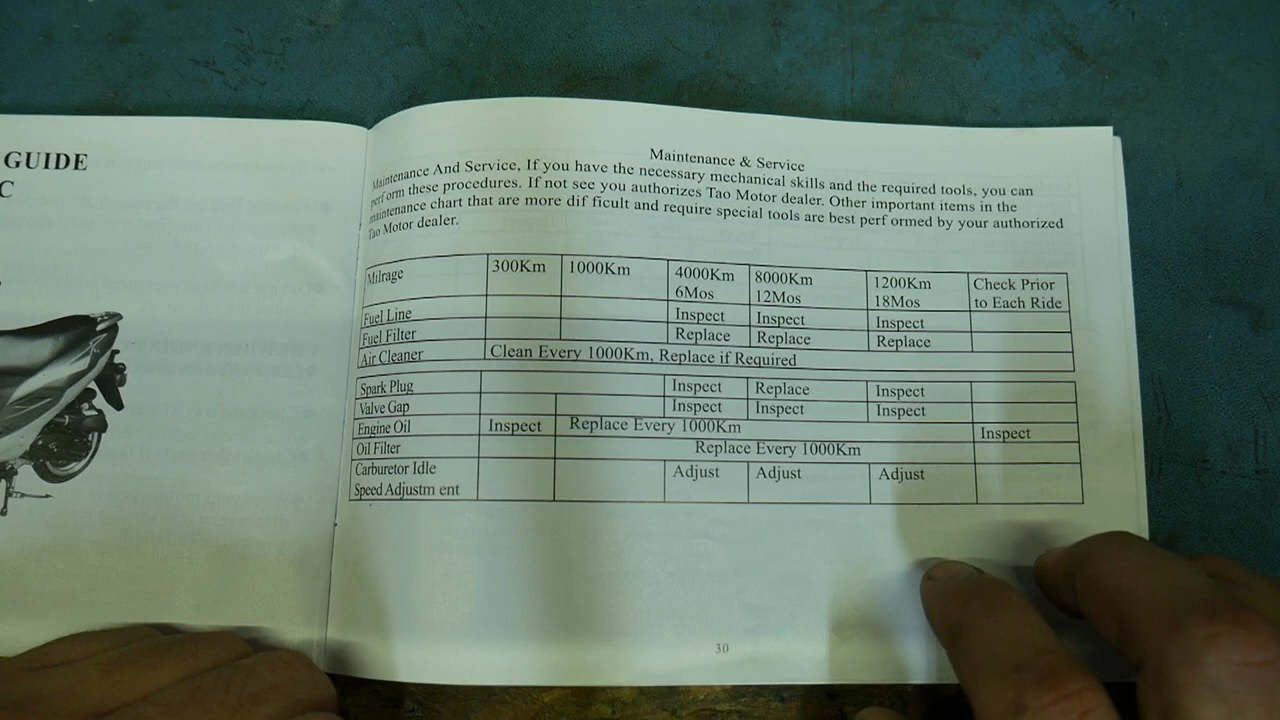 GUIDE
C
Maintenance & Service
Maintenance And Service, If you have the necessary mechanical skills and the required tools, you can
perf orm these procedures. If not see you authorizes Tao Motor dealer. Other important items in the
maintenance chart that are more dif ficult and require special tools are best perf ormed by your authorized
Tao Motor dealer.
Milrage 300Km 1000Km 4000Km 8000Km 1200Km Check Prior
6Mos 12Mos 18Mos to Each Ride
Fuel Line Inspect Inspect Inspect
Fuel Filter Replace Replace Replace
Air Cleaner Clean Every 1000Km, Replace if Required
Spark Plug Inspect Replace Inspect
Valve Gap Inspect Inspect Inspect
Engine Oil Inspect Replace Every 1000Km Inspect
Oil Filter Replace Every 1000Km
Carburetor Idle Adjust Adjust Adjust
Speed Adjustm ent
30